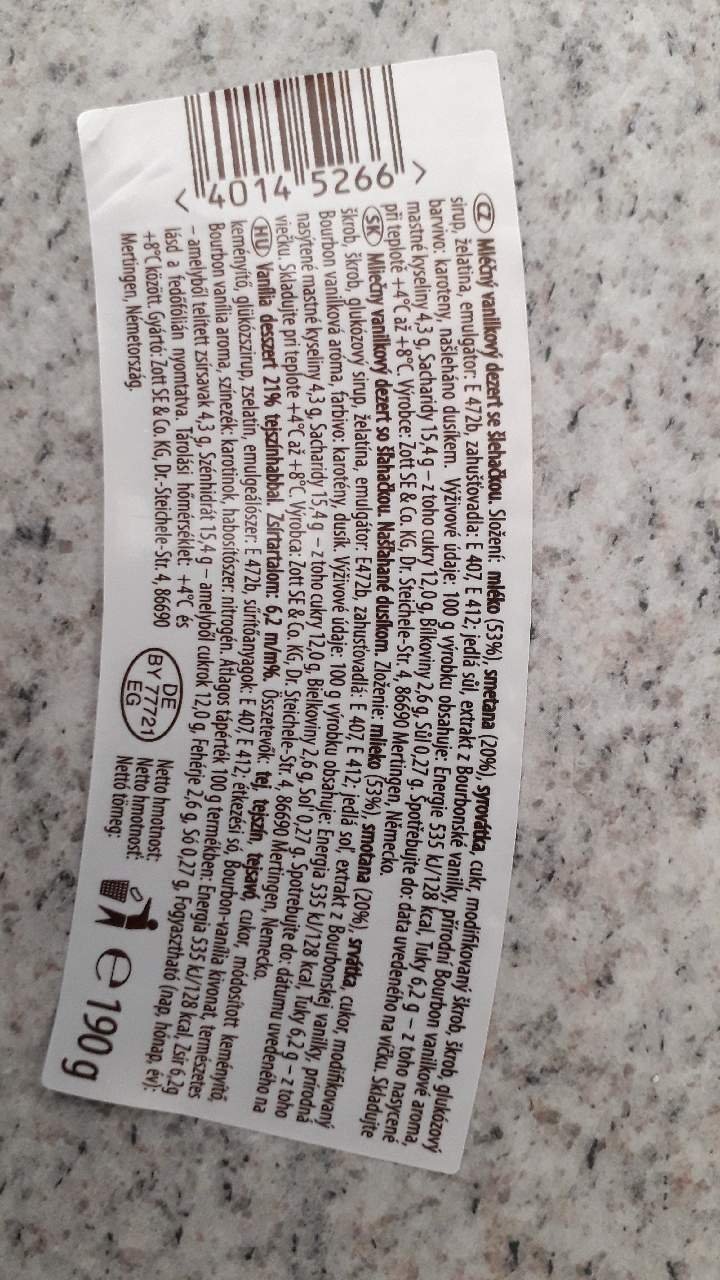 < 4014 5266 >
CZ Mléčný vanilkový dezert se šlehačkou. Složení: mléko (53%), smetana (20%), syrovátka, cukr, modifikovaný škrob, škrob, glukózový
sirup, želatina, emulgátor: E 472b, zahušťovadla: E 407, E 412; jedlá sůl, extrakt z Bourbonské vanilky, přírodní Bourbon vanilkové aroma,
barvivo: karoteny, našleháno dusíkem. Výživové údaje: 100 g výrobku obsahuje: Energie 535 kJ/128 kcal, Tuky 6,2 g – z toho nasycené
mastné kyseliny 4,3 g, Sacharidy 15,4 g – z toho cukry 12,0 g, Bílkoviny 2,6 g, Sůl 0,27 g. Spotřebujte do: data uvedeného na víčku. Skladujte
při teplotě +4°C až +8°C. Výrobce: Zott SE & Co. KG, Dr. Steichele-Str. 4, 86690 Mertingen, Německo.
SK Mliečny vanilkový dezert so šľahačkou. Našľahané dusíkom. Zloženie: mlieko (53%), smotana (20%), srvátka, cukor, modifikovaný
škrob, škrob, glukózový sirup, želatína, emulgátor: E472b, zahusťovadlá: E 407, E 412; jedlá soľ, extrakt z Bourbonskej vanilky, prírodná
Bourbon vanilková aróma, farbivo: karotény, dusík. Výživové údaje: 100 g výrobku obsahuje: Energia 535 kJ/128 kcal, Tuky 6,2 g – z toho
nasýtené mastné kyseliny 4,3 g, Sacharidy 15,4 g – z toho cukry 12,0 g, Bielkoviny 2,6 g, Soľ 0,27 g. Spotrebujte do: dátumu uvedeného na
viečku. Skladujte pri teplote +4°C až +8°C. Výrobca: Zott SE & Co. KG, Dr. Steichele-Str. 4, 86690 Mertingen, Nemecko.
HU Vanília desszert 21% tejszínhabbal. Zsírtartalom: 6,2 m/m%. Összetevők: tej, tejszín, tejsavó, cukor, módosított keményítő,
keményítő, glükózszirup, zselatin, emulgeálószer: E 472b, sűrítőanyagok: E 407, E 412; étkezési só, Bourbon-vanília kivonat, természetes
Bourbon vanília aroma, színezék: karotinok, habosítószer: nitrogén. Átlagos tápérték 100 g termékben: Energia 535 kJ/128 kcal, Zsír 6,2g
– amelyből telített zsírsavak 4,3 g, Szénhidrát 15,4 g – amelyből cukrok 12,0 g, Fehérje 2,6 g, Só 0,27 g. Fogyasztható (nap, hónap, év):
lásd a fedőfólián nyomtatva. Tárolási hőmérséklet: +4°C és
+8°C között. Gyártó: Zott SE & Co. KG, Dr.-Steichele-Str. 4, 86690
Mertingen, Németország.
DE
BY 77721
EG
Netto hmotnost:
Netto hmotnosť:
Nettó tömeg:
e 190 g